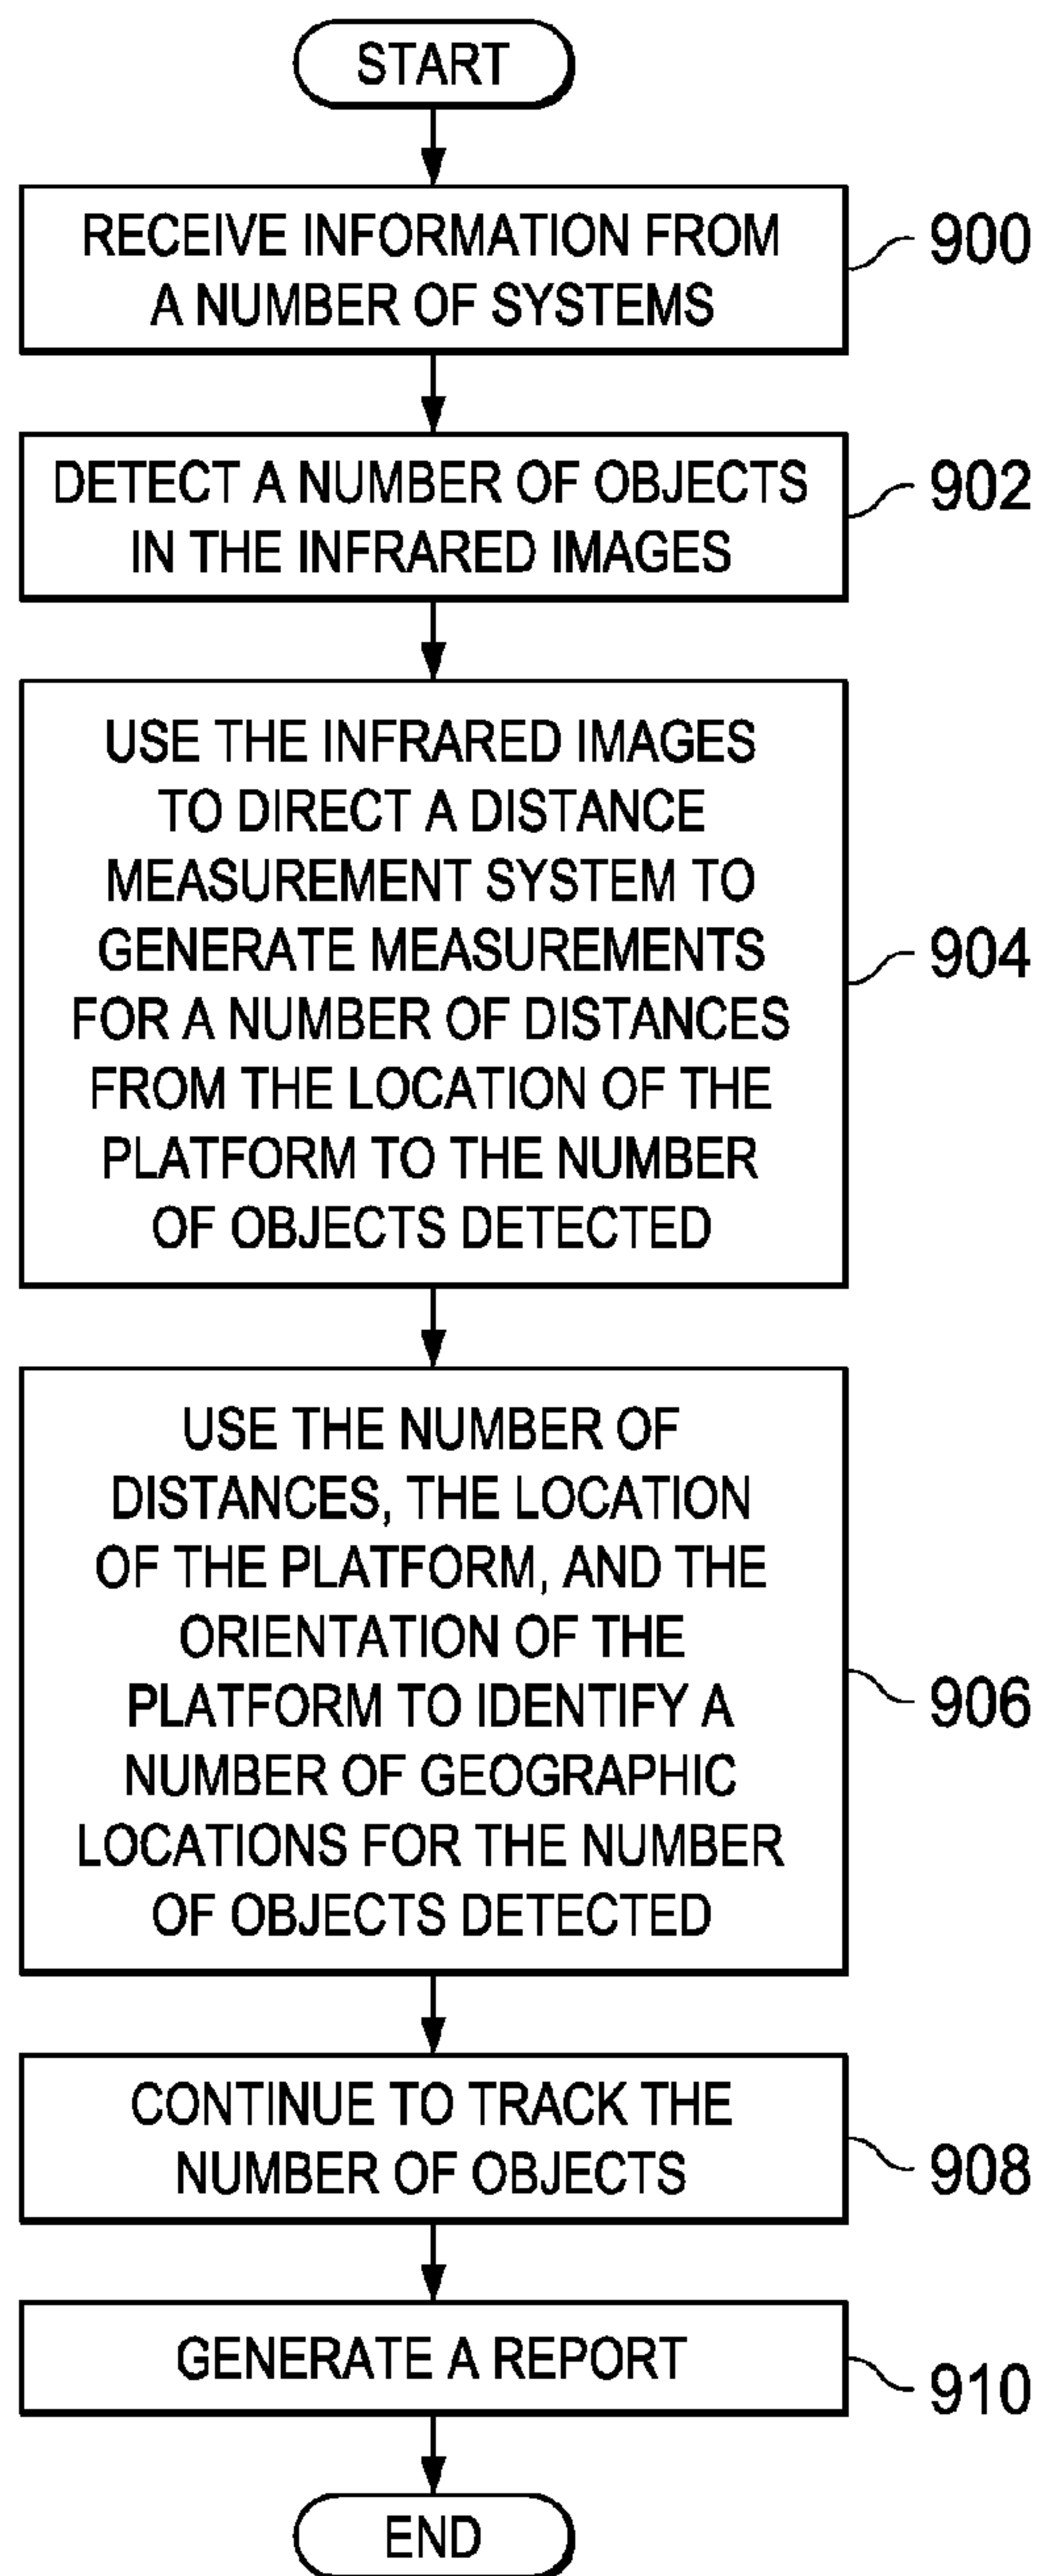 START
RECEIVE INFORMATION FROM
A NUMBER OF SYSTEMS
900
DETECT A NUMBER OF OBJECTS
IN THE INFRARED IMAGES
902
USE THE INFRARED IMAGES
TO DIRECT A DISTANCE
MEASUREMENT SYSTEM TO
GENERATE MEASUREMENTS
FOR A NUMBER OF DISTANCES
FROM THE LOCATION OF THE
PLATFORM TO THE NUMBER
OF OBJECTS DETECTED
904
USE THE NUMBER OF
DISTANCES, THE LOCATION
OF THE PLATFORM, AND THE
ORIENTATION OF THE
PLATFORM TO IDENTIFY A
NUMBER OF GEOGRAPHIC
LOCATIONS FOR THE NUMBER
OF OBJECTS DETECTED
906
CONTINUE TO TRACK THE
NUMBER OF OBJECTS
908
GENERATE A REPORT
910
END